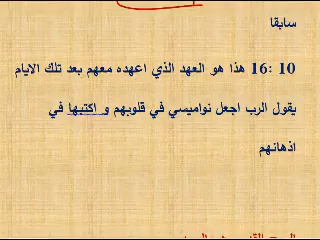 سابقا
10 :16 هذا هو العهد الذي اعهده معهم بعد تلك الايام
يقول الرب اجعل نواميسي في قلوبهم و اكتبها في
اذهانهم